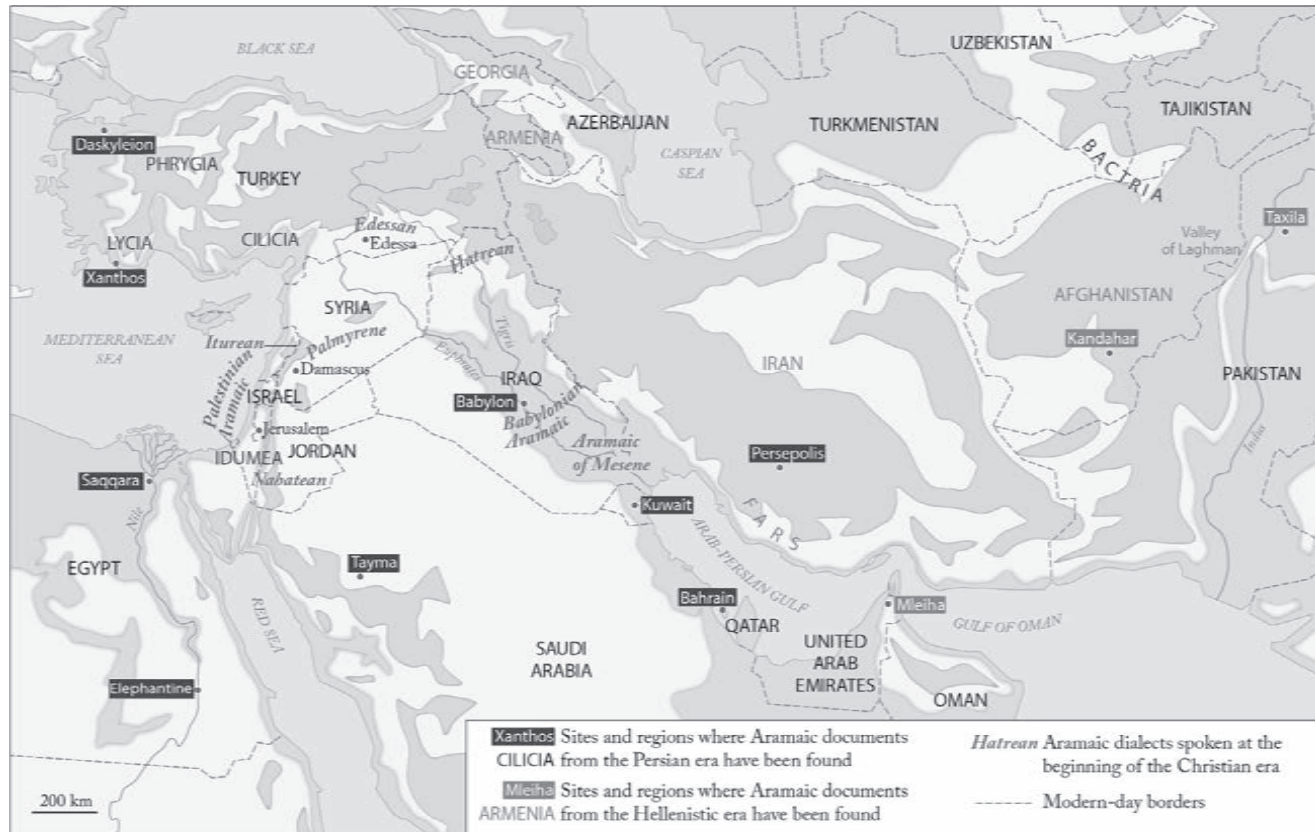 BLACK SEA
UZBEKISTAN
GEORGIA
TAJIKISTAN
AZERBAIJAN
TURKMENISTAN
Daskyleion
ARMENIA
PHRYGIA
CASPIAN
SEA
BACTRIA
TURKEY
Taxila
Edessan
Valley
of Laghman
LYCIA
CILICIA
Edessa
Hatrean
Xanthos
AFGHANISTAN
SYRIA
MEDITERRANEAN
SEA
Iturean
Palmyrene
Tigris
Kandahar
Euphrates
IRAN
Damascus
PAKISTAN
IRAQ
Palestinian
Aramaic
ISRAEL
Babylon
Babylonian
Aramaic
Jerusalem
Aramaic
of Mesene
Indus
IDUMEA
JORDAN
Persepolis
Nabatean
Saqqara
Kuwait
Nile
FARS
ARAB-PERSIAN GULF
EGYPT
Tayma
Bahrain
Mleiha
RED SEA
QATAR
GULF OF OMAN
SAUDI
ARABIA
UNITED
ARAB
EMIRATES
Elephantine
OMAN
Xanthos Sites and regions where Aramaic documents
CILICIA from the Persian era have been found
Mleiha Sites and regions where Aramaic documents
ARMENIA from the Hellenistic era have been found
Hatrean Aramaic dialects spoken at the
beginning of the Christian era
Modern-day borders
200 km